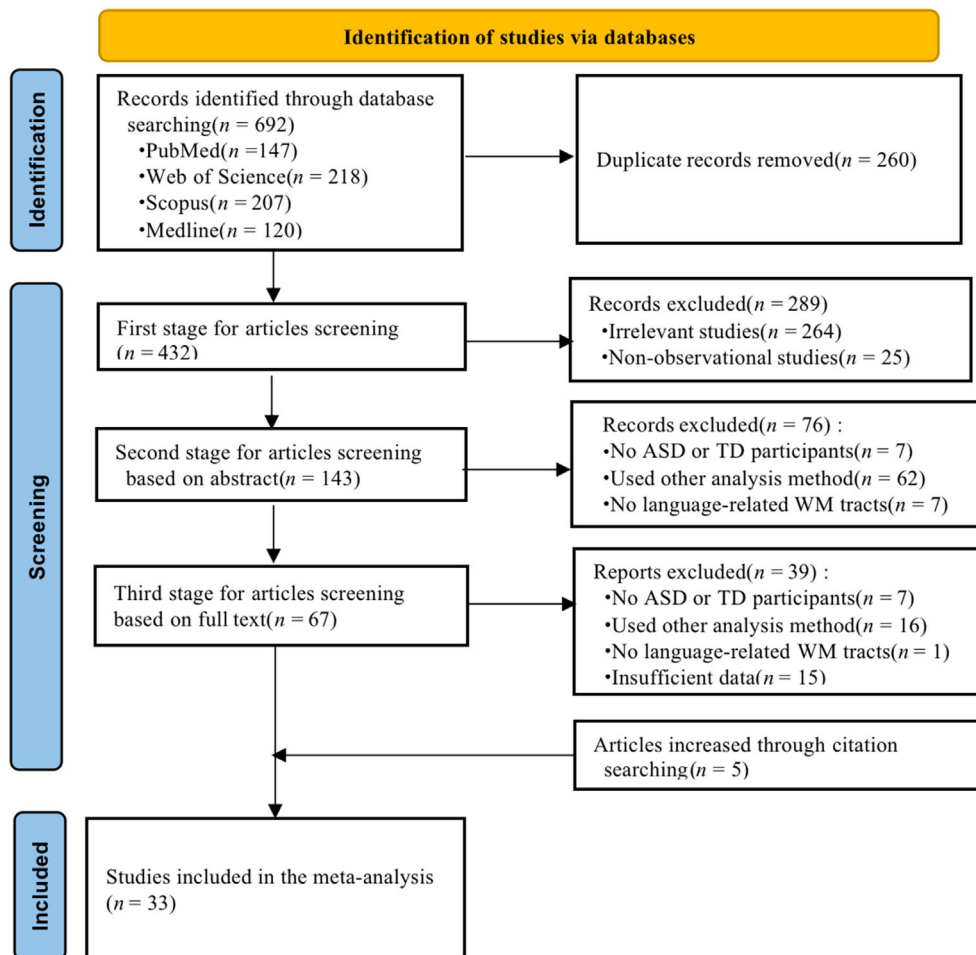 Identification of studies via databases
Identification
Records identified through database
searching(n = 692)
•PubMed(n =147)
•Web of Science(n = 218)
•Scopus(n = 207)
•Medline(n = 120)
Duplicate records removed(n = 260)
Screening
First stage for articles screening
(n = 432)
Records excluded(n = 289)
•Irrelevant studies(n = 264)
•Non-observational studies(n = 25)
Second stage for articles screening
based on abstract(n = 143)
Records excluded(n = 76) :
•No ASD or TD participants(n = 7)
•Used other analysis method(n = 62)
•No language-related WM tracts(n = 7)
Third stage for articles screening
based on full text(n = 67)
Reports excluded(n = 39) :
•No ASD or TD participants(n = 7)
•Used other analysis method(n = 16)
•No language-related WM tracts(n = 1)
•Insufficient data(n = 15)
Articles increased through citation
searching(n = 5)
Included
Studies included in the meta-analysis
(n = 33)